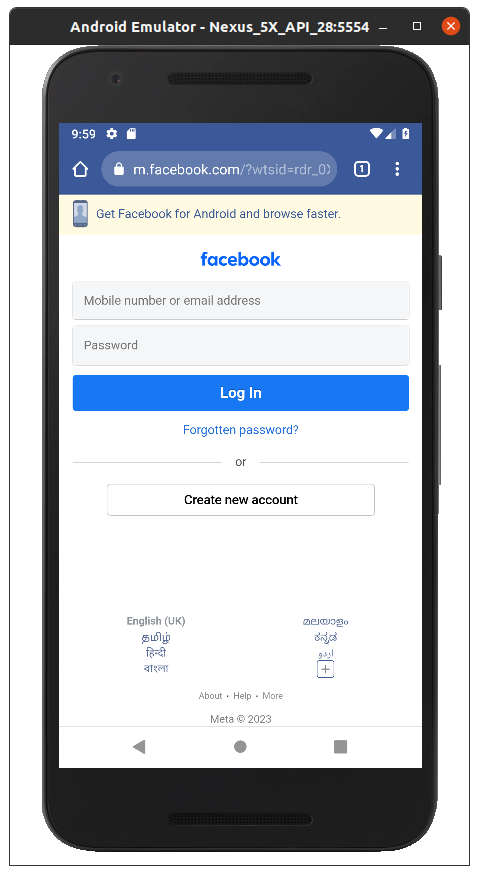 Android Emulator - Nexus_5X_API_28:5554
9:59
m.facebook.com/?wtsid=rdr_0
1
Get Facebook for Android and browse faster.
facebook
Mobile number or email address
Password
Log In
Forgotten password?
or
Create new account
English (UK) മലയാളം
தமிழ் ಕನ್ನಡ
हिन्दी اردو
বাংলা +
About • Help • More
Meta © 2023